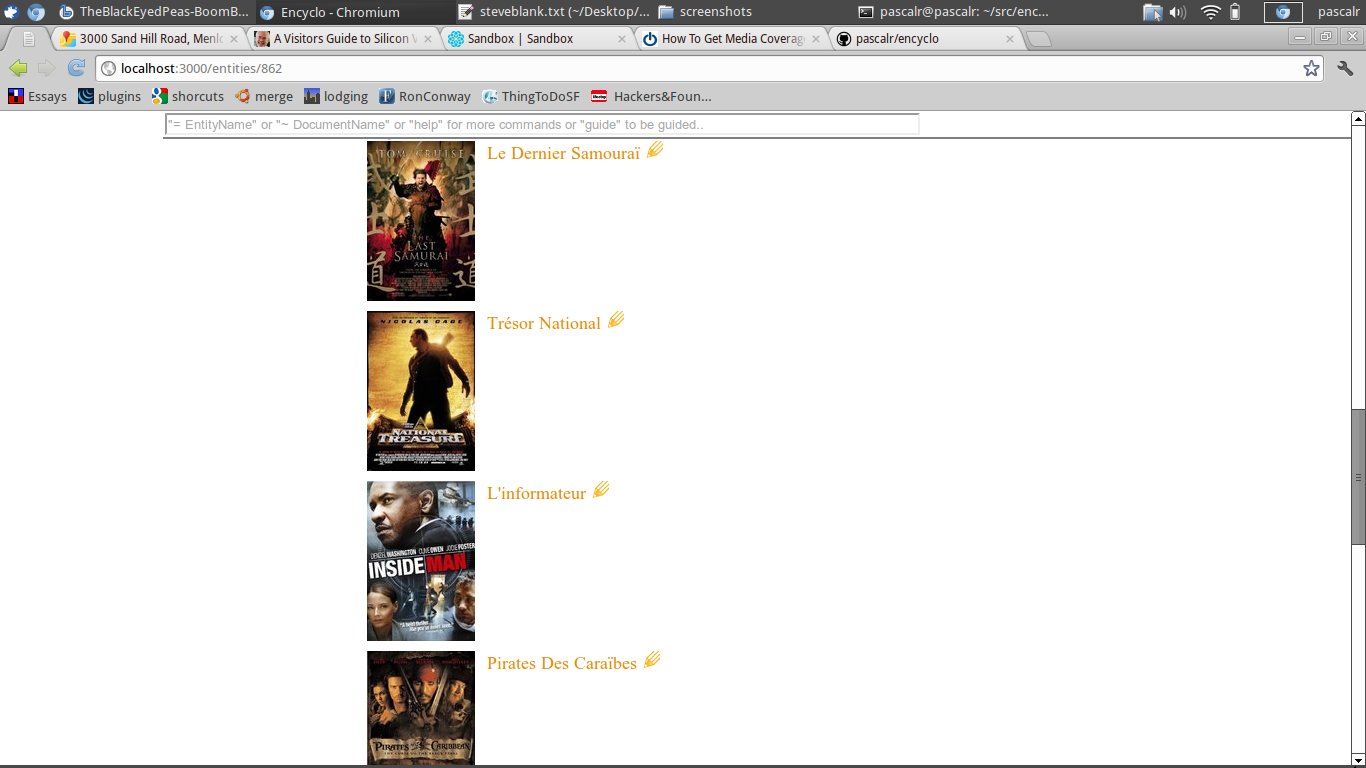 TheBlackEyedPeas-BoomB...
Encyclo - Chromium
steveblank.txt (~/Desktop/...
screenshots
pascalr@pascalr: ~/src/enc...
pascalr
3000 Sand Hill Road, Menlo
A Visitors Guide to Silicon V
Sandbox | Sandbox
How To Get Media Coverage
pascalr/encyclo
localhost:3000/entities/862
Essays
plugins
shorcuts
merge
lodging
RonConway
ThingToDoSF
Hackers&Foun...
"= EntityName" or "~ DocumentName" or "help" for more commands or "guide" to be guided..
TOM CRUISE
THE
LAST
SAMURAI
Le Dernier Samouraï
NICOLAS CAGE
NATIONAL
TREASURE
Trésor National
DENZEL WASHINGTON CLIVE OWEN JODIE FOSTER
INSIDE MAN
L'informateur
PIRATES OF THE CARIBBEAN
Pirates Des Caraïbes